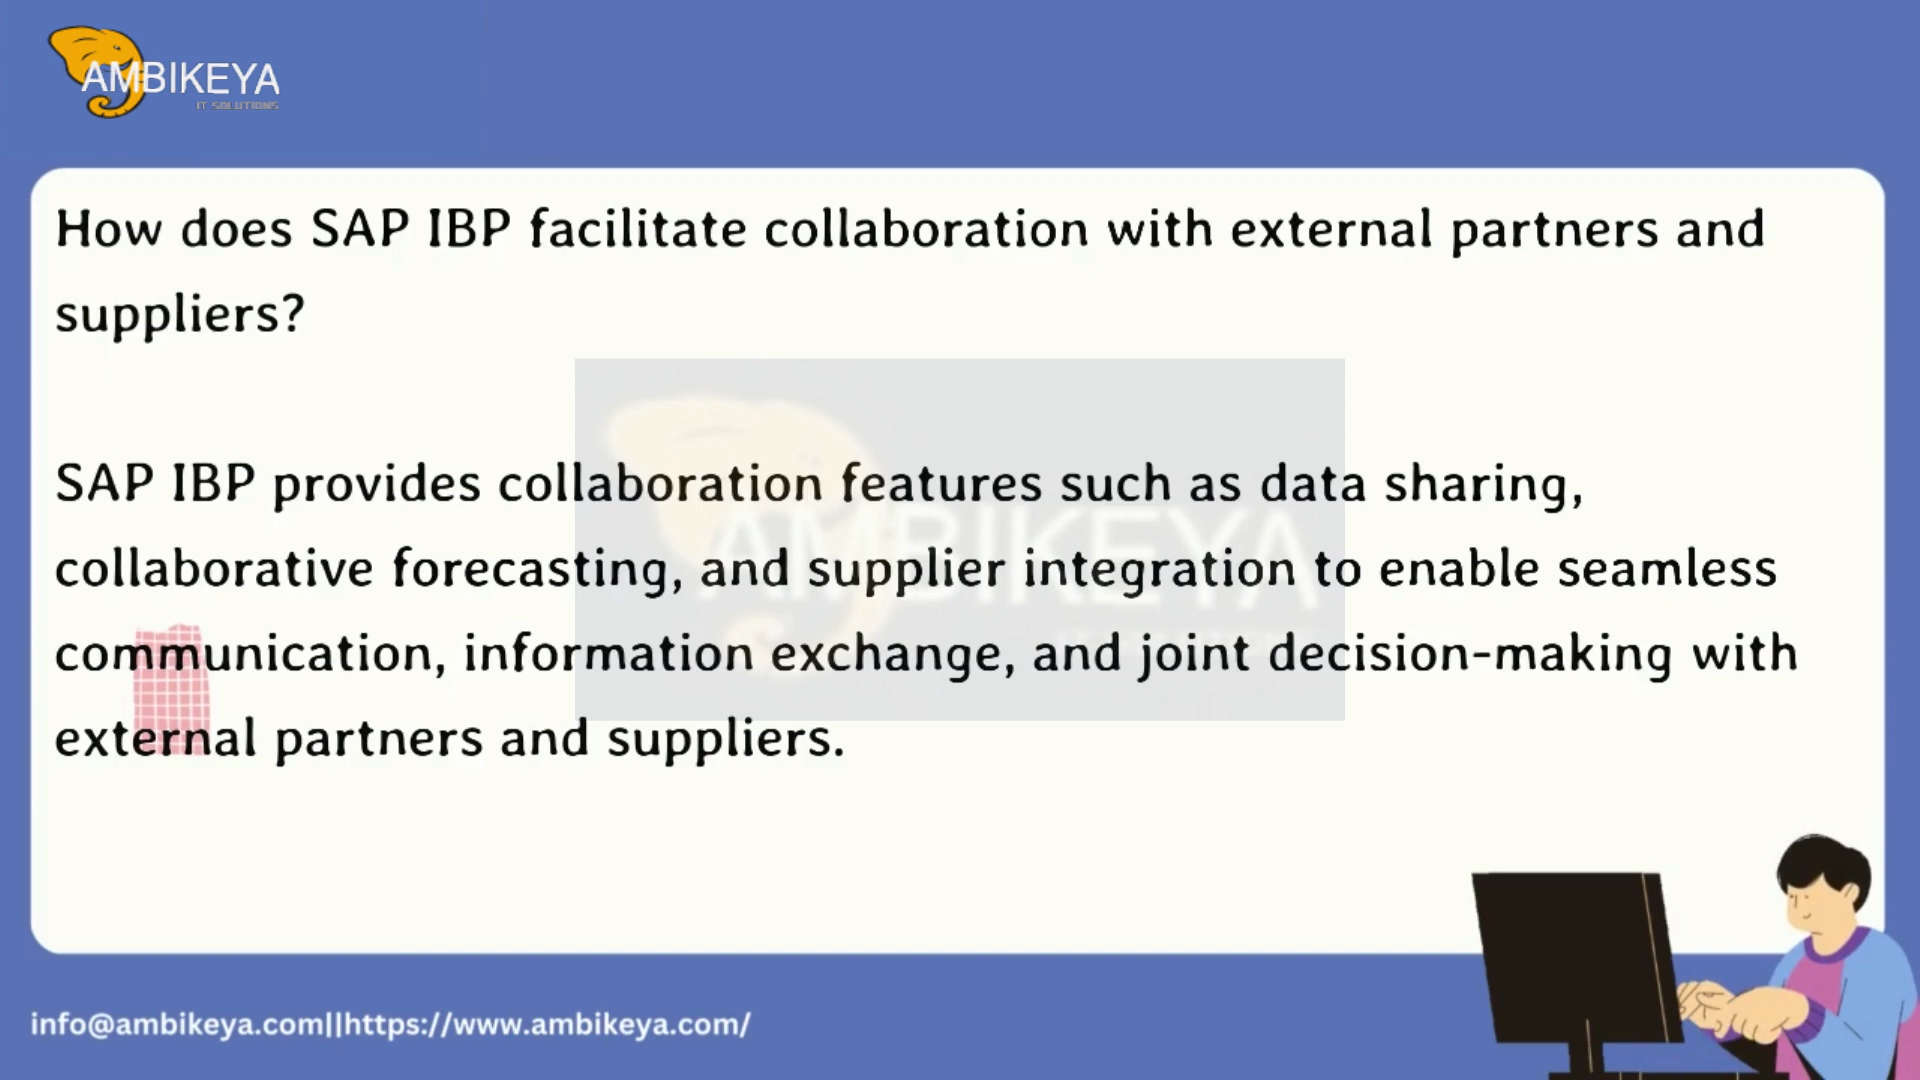 AMBIKEYA
IT SOLUTIONS
How does SAP IBP facilitate collaboration with external partners and
suppliers?
SAP IBP provides collaboration features such as data sharing,
collaborative forecasting, and supplier integration to enable seamless
communication, information exchange, and joint decision-making with
external partners and suppliers.
AMBIKEYA
info@ambikeya.com||https://www.ambikeya.com/